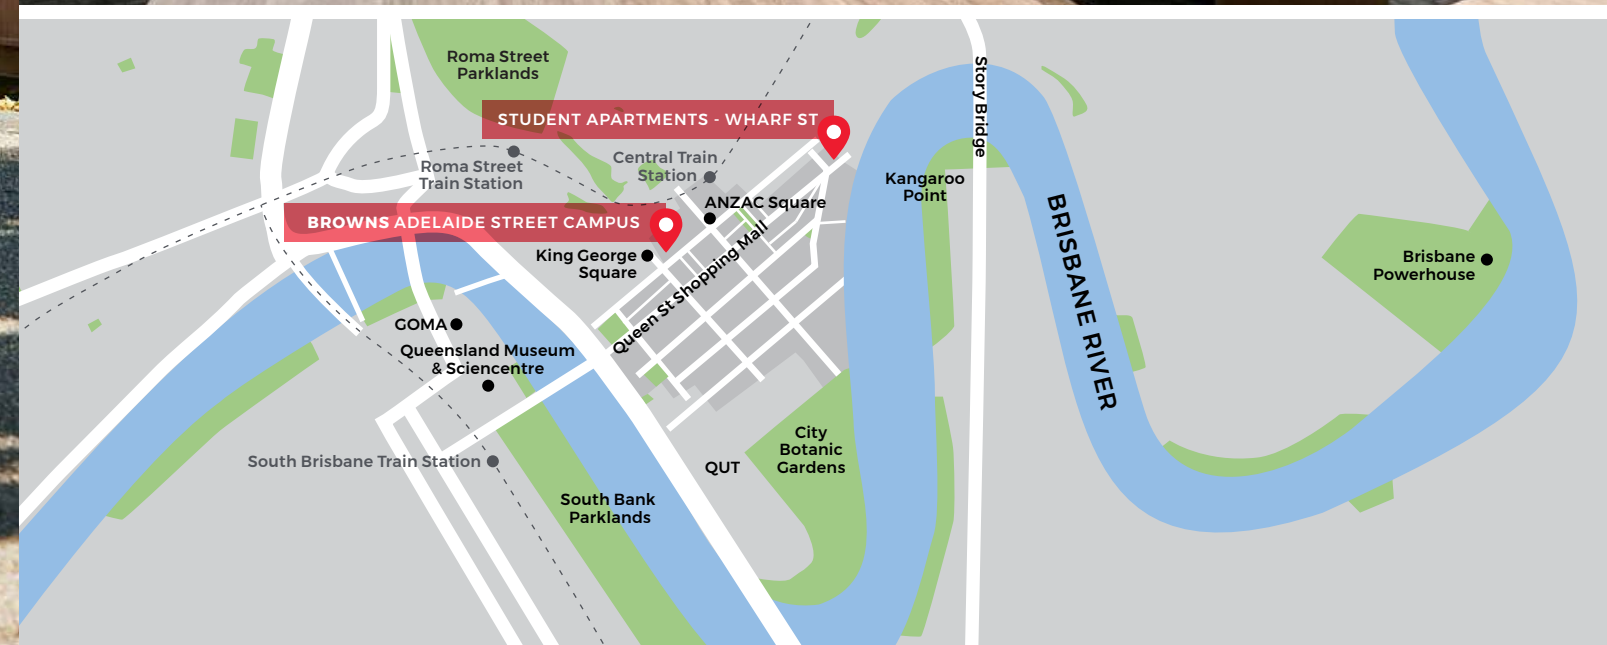 Roma Street
Parklands
STUDENT APARTMENTS - WHARF ST
Story Bridge
Roma Street
Train Station
Central Train
Station
Kangaroo
Point
ANZAC Square
BROWNS ADELAIDE STREET CAMPUS
King George
Square
Queen St Shopping Mall
BRISBANE RIVER
Brisbane
Powerhouse
GOMA
Queensland Museum
& Sciencentre
City
Botanic
Gardens
QUT
South Brisbane Train Station
South Bank
Parklands